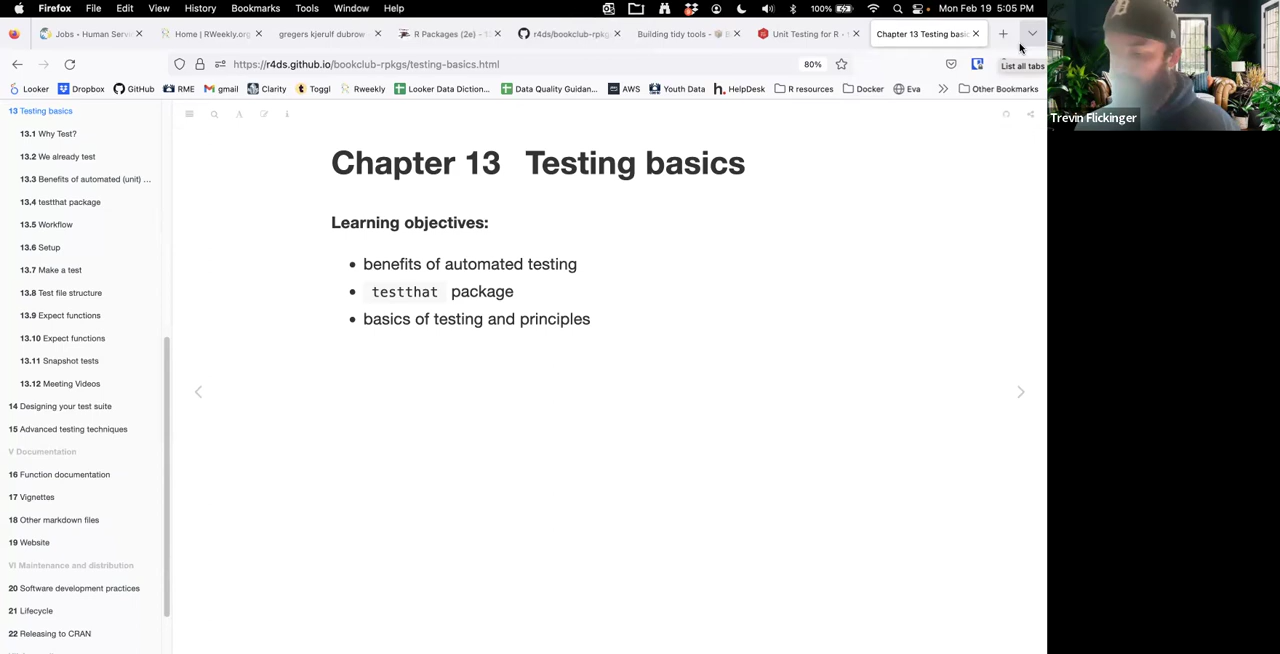 Firefox File Edit View History Bookmarks Tools Window Help 100% Mon Feb 19 5:05 PM
Jobs - Human Serv Home | RWeekly.org gregers kjerulf dubrow R Packages (2e) - 13 r4ds/bookclub-rpkg Building tidy tools - Unit Testing for R - t Chapter 13 Testing basic
https://r4ds.github.io/bookclub-rpkgs/testing-basics.html 80% List all tabs
Looker Dropbox GitHub RME gmail Clarity Toggl Rweekly Looker Data Diction... Data Quality Guidan... AWS Youth Data HelpDesk R resources Docker Eva Other Bookmarks
Trevin Flickinger
13 Testing basics
13.1 Why Test?
13.2 We already test
13.3 Benefits of automated (unit) ...
13.4 testthat package
13.5 Workflow
13.6 Setup
13.7 Make a test
13.8 Test file structure
13.9 Expect functions
13.10 Expect functions
13.11 Snapshot tests
13.12 Meeting Videos
14 Designing your test suite
15 Advanced testing techniques
V Documentation
16 Function documentation
17 Vignettes
18 Other markdown files
19 Website
VI Maintenance and distribution
20 Software development practices
21 Lifecycle
22 Releasing to CRAN
Chapter 13 Testing basics
Learning objectives:
• benefits of automated testing
• testthat package
• basics of testing and principles